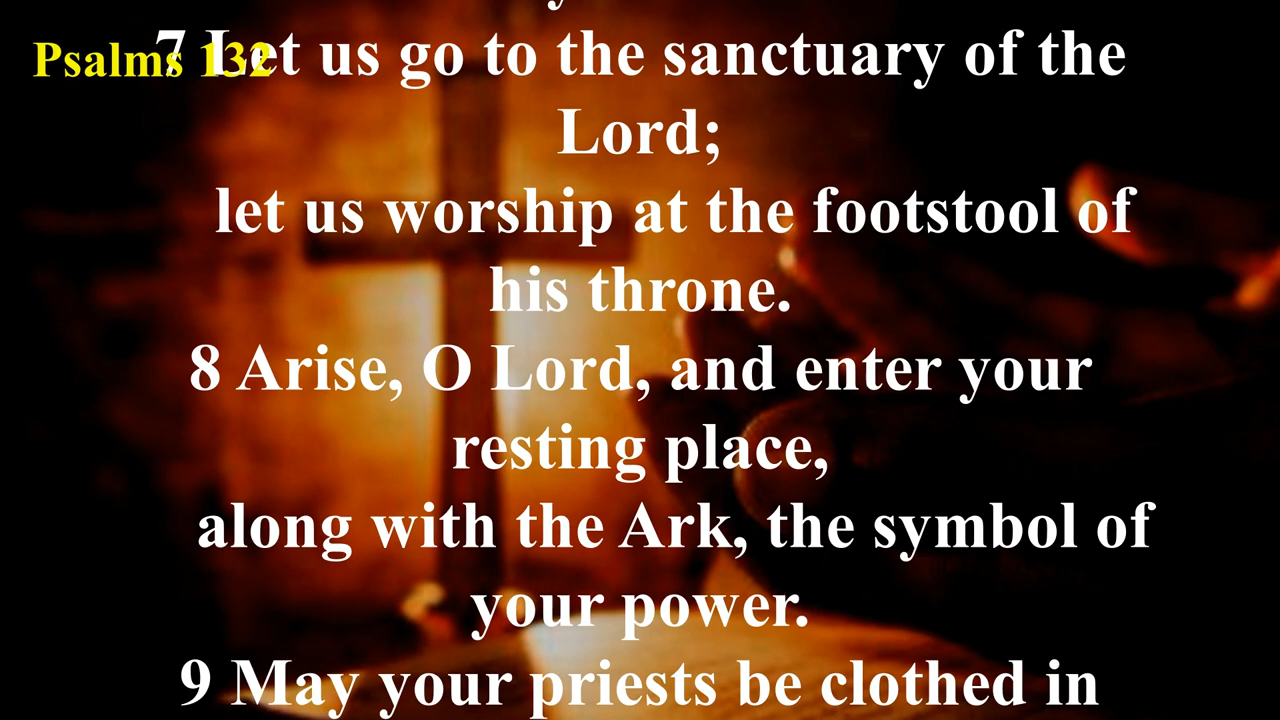 Psalms 132
7 Let us go to the sanctuary of the
Lord;
let us worship at the footstool of
his throne.
8 Arise, O Lord, and enter your
resting place,
along with the Ark, the symbol of
your power.
9 May your priests be clothed in